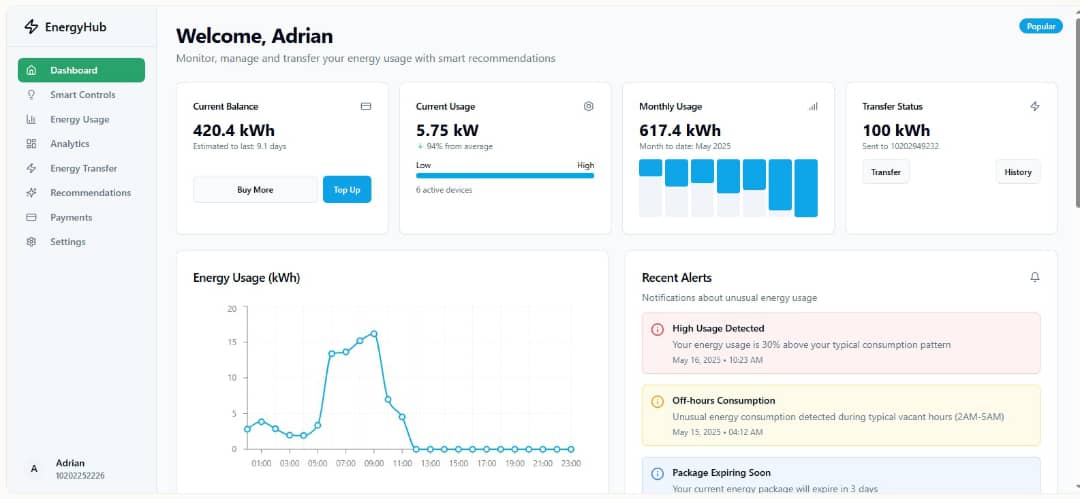 EnergyHub
Dashboard
Smart Controls
Energy Usage
Analytics
Energy Transfer
Recommendations
Payments
Settings
A
Adrian
10202252226
Welcome, Adrian
Popular
Monitor, manage and transfer your energy usage with smart recommendations
Current Balance
420.4 kWh
Estimated to last: 9.1 days
Buy More
Top Up
Current Usage
5.75 kW
↓ 94% from average
Low High
6 active devices
Monthly Usage
617.4 kWh
Month to date: May 2025
Transfer Status
100 kWh
Sent to 10202949232
Transfer
History
Energy Usage (kWh)
20
15
10
5
0
01:00 03:00 05:00 07:00 09:00 11:00 13:00 15:00 17:00 19:00 21:00 23:00
Recent Alerts
Notifications about unusual energy usage
High Usage Detected
Your energy usage is 30% above your typical consumption pattern
May 16, 2025 • 10:23 AM
Off-hours Consumption
Unusual energy consumption detected during typical vacant hours (2AM-5AM)
May 15, 2025 • 04:12 AM
Package Expiring Soon
Your current energy package will expire in 3 days